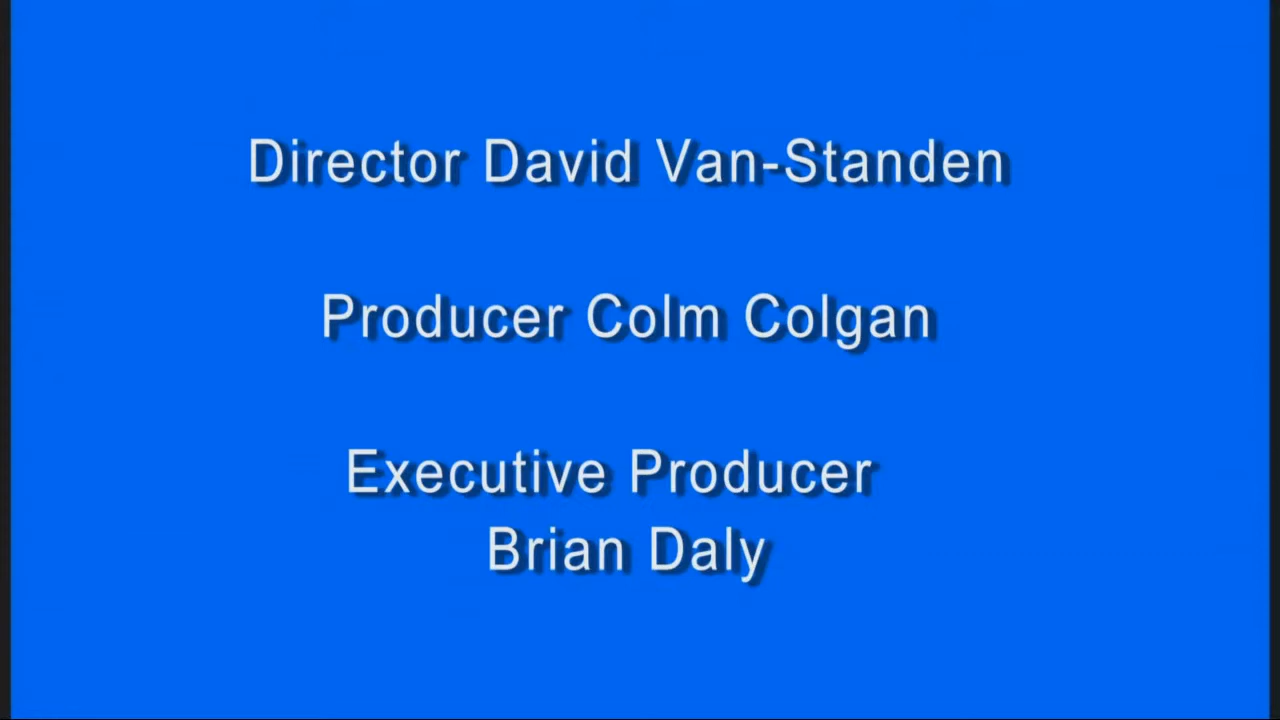 Director David Van-Standen
Producer Colm Colgan
Executive Producer
Brian Daly